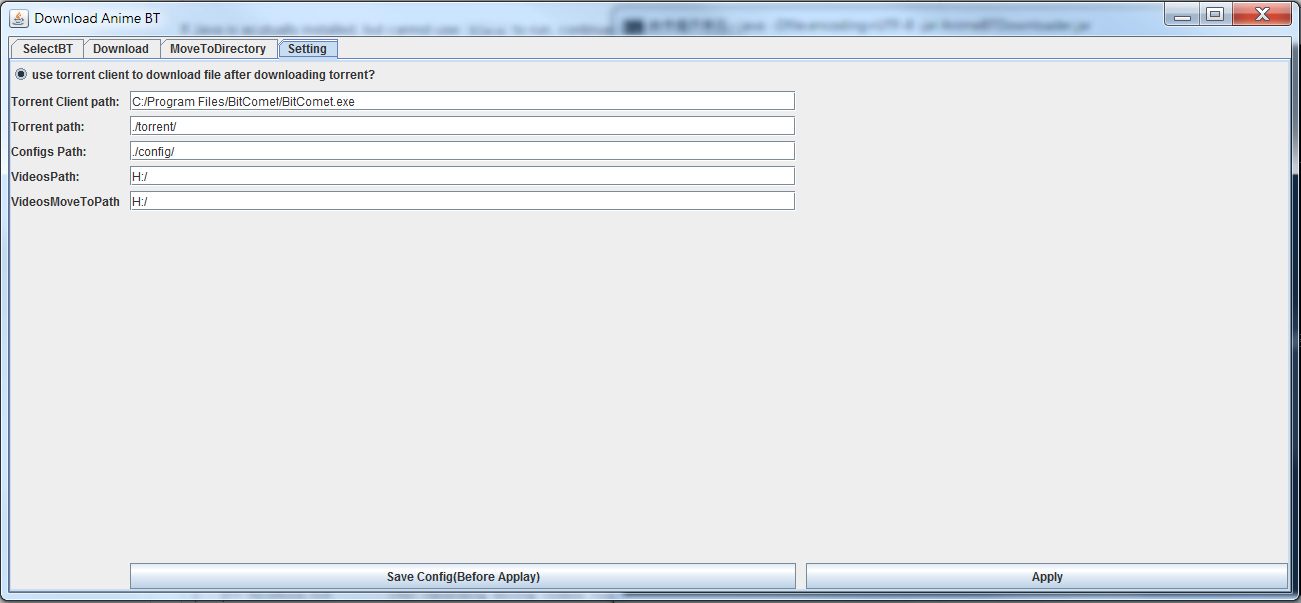 Download Anime BT
SelectBT Download MoveToDirectory Setting
use torrent client to download file after downloading torrent?
Torrent Client path: C:/Program Files/BitComet/BitComet.exe
Torrent path: ./torrent/
Configs Path: ./config/
VideosPath: H:/
VideosMoveToPath H:/
Save Config(Before Applay) Apply